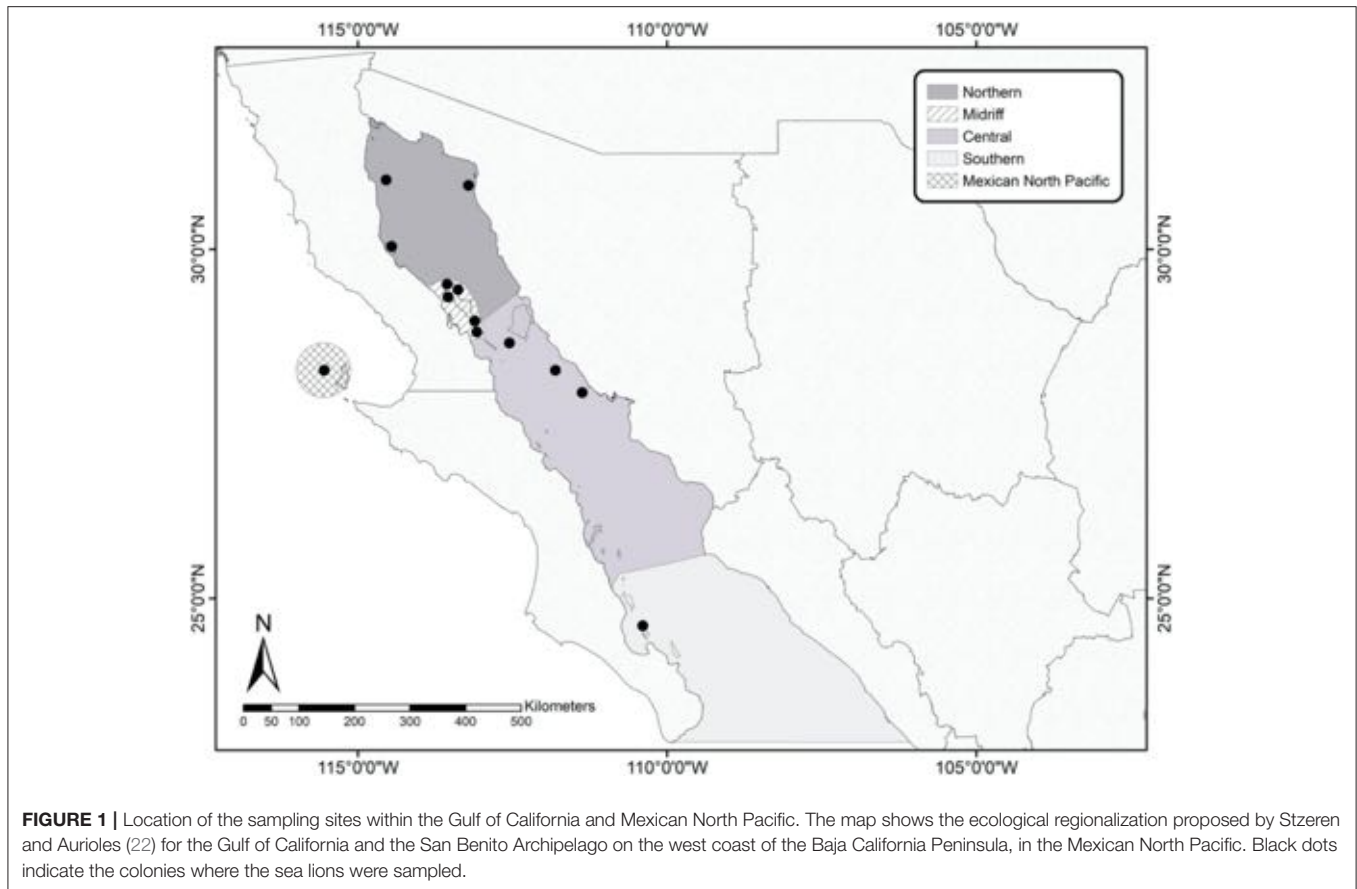 115°0'0"W 110°0'0"W 105°0'0"W
Northern
Midriff
Central
Southern
Mexican North Pacific
30°0'0"N 30°0'0"N
25°0'0"N 25°0'0"N
N
Kilometers
0 50 100 200 300 400 500
115°0'0"W 110°0'0"W 105°0'0"W
FIGURE 1 | Location of the sampling sites within the Gulf of California and Mexican North Pacific. The map shows the ecological regionalization proposed by Stzeren
and Aurioles (22) for the Gulf of California and the San Benito Archipelago on the west coast of the Baja California Peninsula, in the Mexican North Pacific. Black dots
indicate the colonies where the sea lions were sampled.